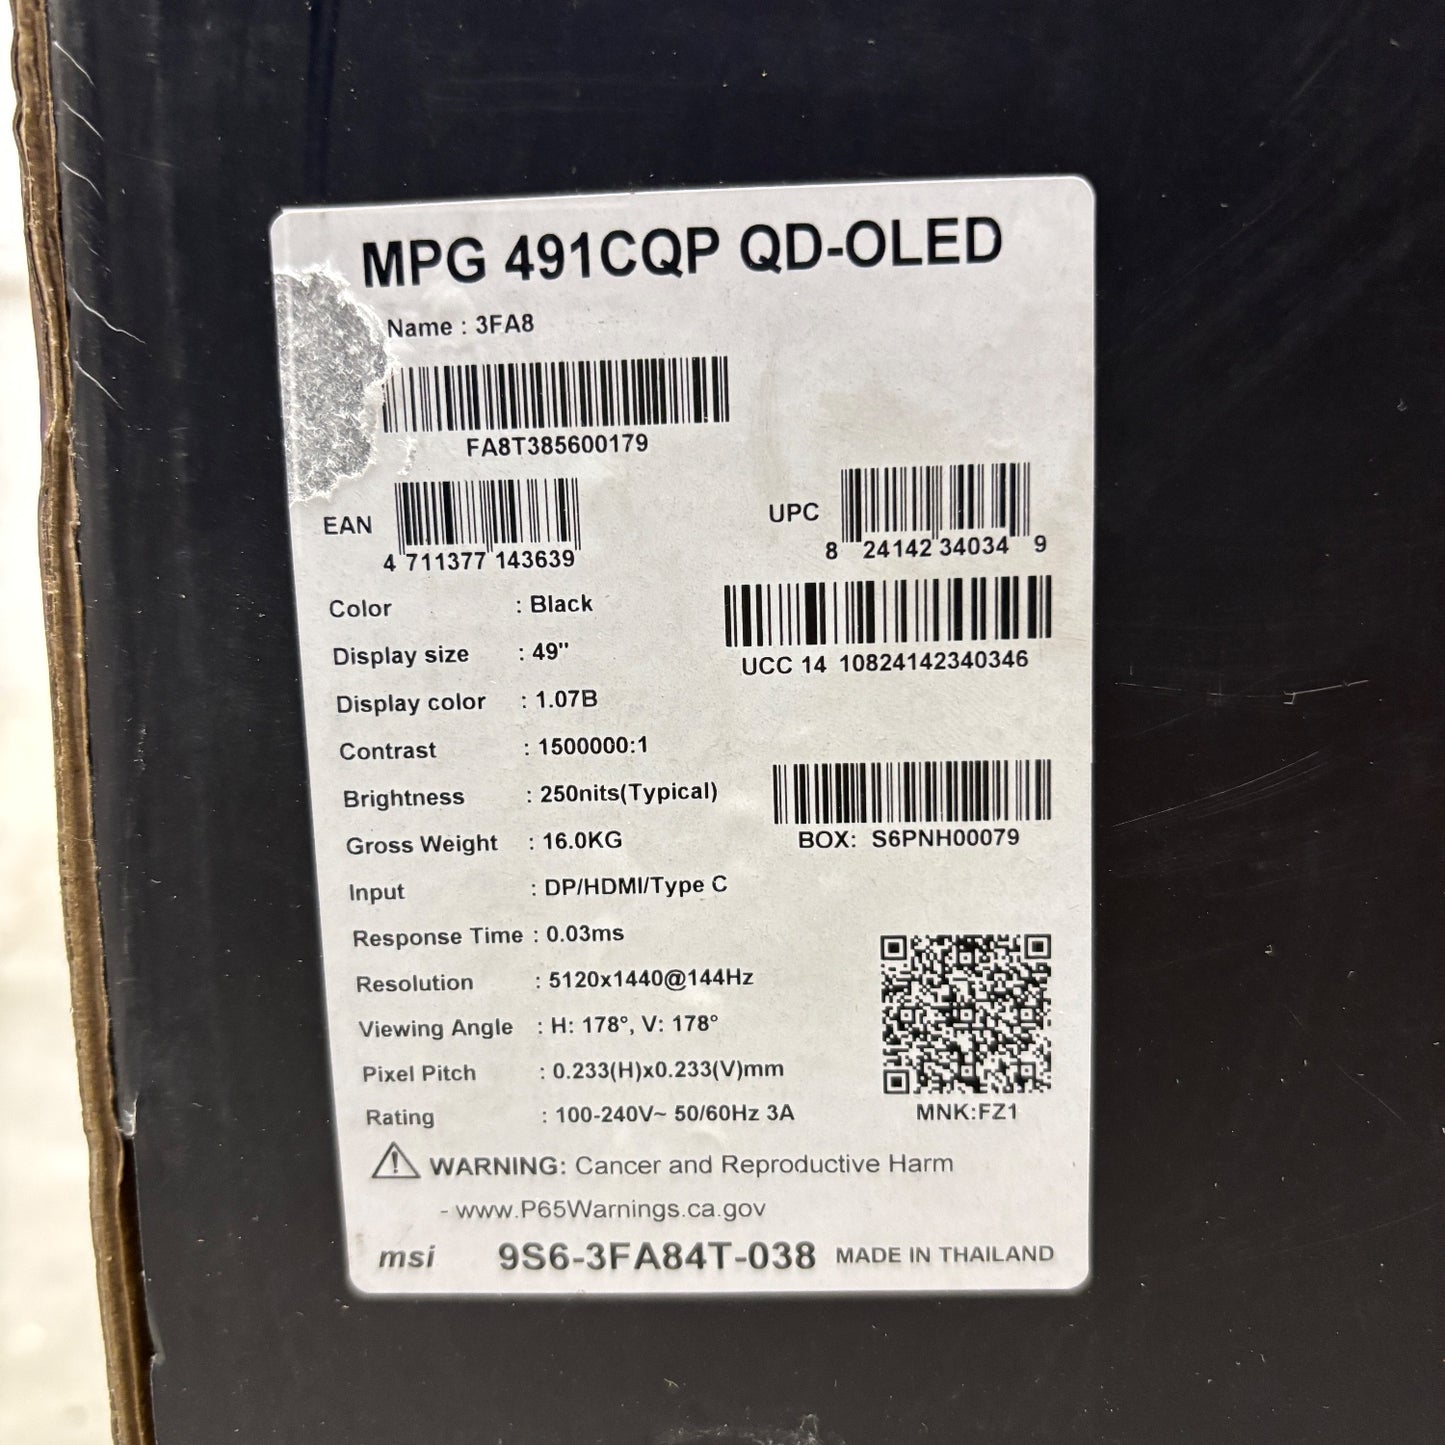 MPG 491CQP QD-OLED
Name : 3FA8
FA8T385600179
EAN
4 711377 143639
UPC
8 24142 34034 9
UCC 14 10824142340346
Color : Black
Display size : 49"
Display color : 1.07B
Contrast : 1500000:1
Brightness : 250nits(Typical)
Gross Weight : 16.0KG
Input : DP/HDMI/Type C
Response Time : 0.03ms
Resolution : 5120x1440@144Hz
Viewing Angle : H: 178°, V: 178°
Pixel Pitch : 0.233(H)x0.233(V)mm
Rating : 100-240V~ 50/60Hz 3A
BOX: S6PNH00079
MNK:FZ1
WARNING: Cancer and Reproductive Harm
- www.P65Warnings.ca.gov
msi 9S6-3FA84T-038 MADE IN THAILAND